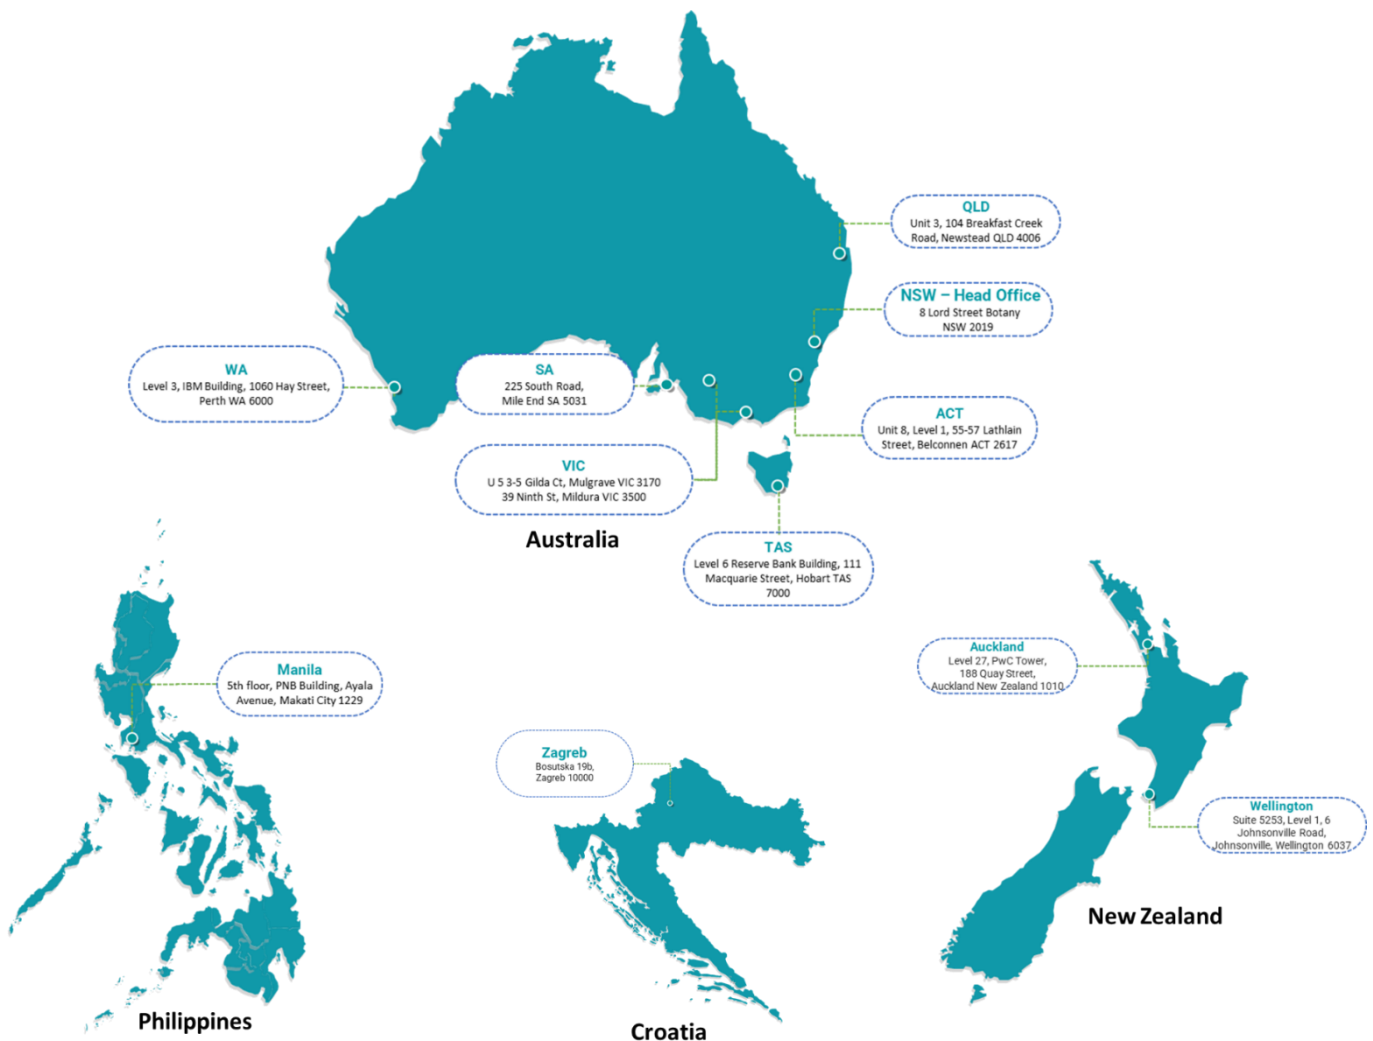 QLD
Unit 3, 104 Breakfast Creek
Road, Newstead QLD 4006
NSW – Head Office
8 Lord Street Botany
NSW 2019
WA
Level 3, IBM Building, 1060 Hay Street,
Perth WA 6000
SA
225 South Road,
Mile End SA 5031
ACT
Unit 8, Level 1, 55-57 Lathlain
Street, Belconnen ACT 2617
VIC
U 5 3-5 Gilda Ct, Mulgrave VIC 3170
39 Ninth St, Mildura VIC 3500
Australia
TAS
Level 6 Reserve Bank Building, 111
Macquarie Street, Hobart TAS
7000
Manila
5th floor, PNB Building, Ayala
Avenue, Makati City 1229
Philippines
Zagreb
Bosutska 19b,
Zagreb 10000
Croatia
Auckland
Level 27, PwC Tower,
188 Quay Street,
Auckland New Zealand 1010
Wellington
Suite 5253, Level 1, 6
Johnsonville Road,
Johnsonville, Wellington 6037
New Zealand